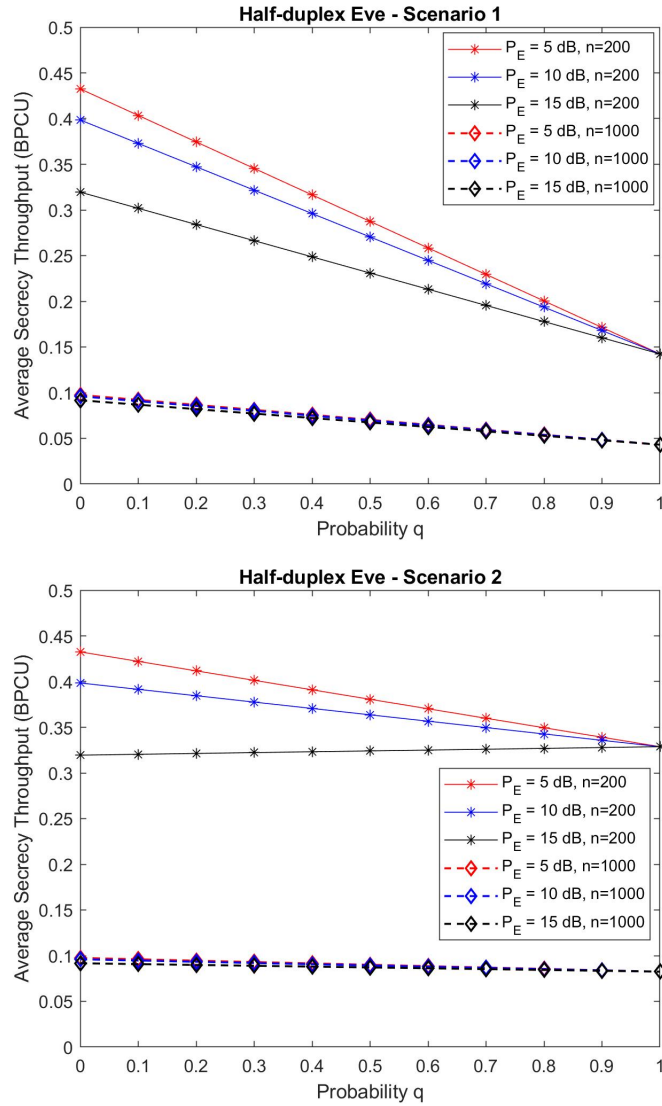 Half-duplex Eve - Scenario 1
Average Secrecy Throughput (BPCU)
0.5
0.45
0.4
0.35
0.3
0.25
0.2
0.15
0.1
0.05
0
P_E = 5 dB, n=200
P_E = 10 dB, n=200
P_E = 15 dB, n=200
P_E = 5 dB, n=1000
P_E = 10 dB, n=1000
P_E = 15 dB, n=1000
0 0.1 0.2 0.3 0.4 0.5 0.6 0.7 0.8 0.9 1
Probability q
Half-duplex Eve - Scenario 2
Average Secrecy Throughput (BPCU)
0.5
0.45
0.4
0.35
0.3
0.25
0.2
0.15
0.1
0.05
0
P_E = 5 dB, n=200
P_E = 10 dB, n=200
P_E = 15 dB, n=200
P_E = 5 dB, n=1000
P_E = 10 dB, n=1000
P_E = 15 dB, n=1000
0 0.1 0.2 0.3 0.4 0.5 0.6 0.7 0.8 0.9 1
Probability q